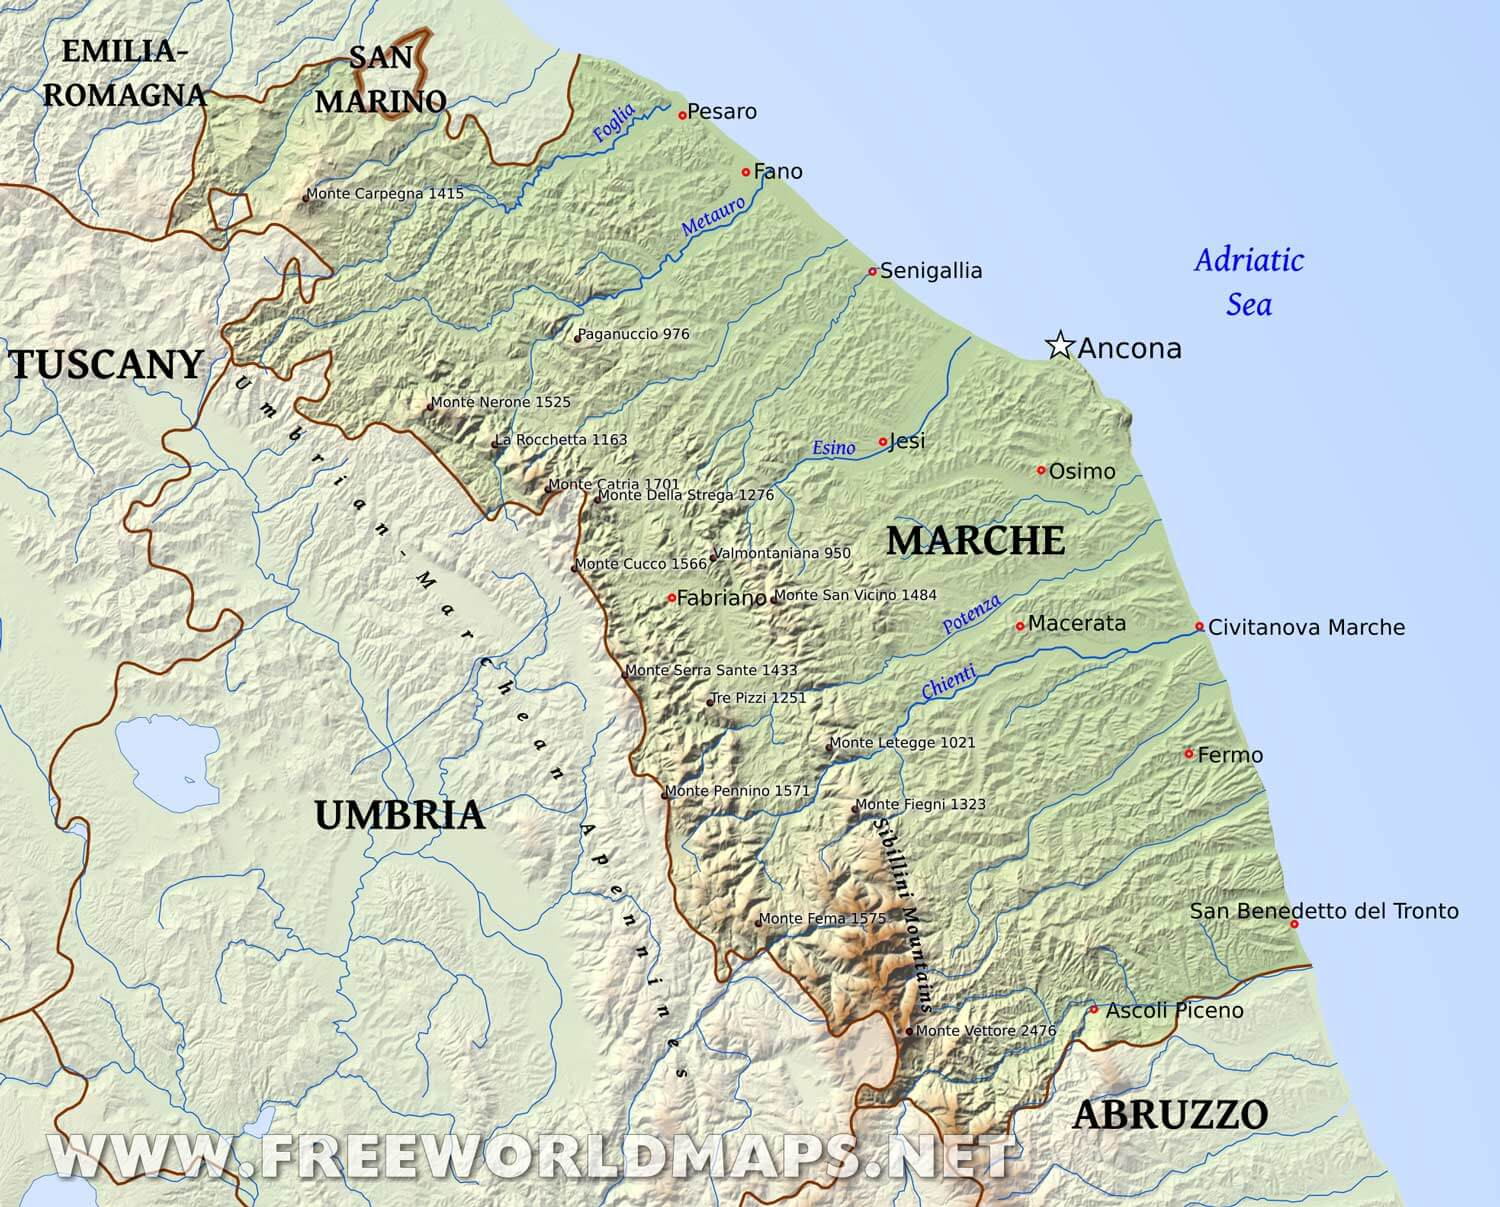 EMILIA-
ROMAGNA
SAN
MARINO
Foglia
Pesaro
Fano
Monte Carpegna 1415
Metauro
Adriatic
Sea
Senigallia
Paganuccio 976
Ancona
TUSCANY
Monte Nerone 1525
La Rocchetta 1163
Esino
Jesi
Osimo
Monte Catria 1701
Monte Della Strega 1276
Umbrian-Marchean Apennines
MARCHE
Valmontaniana 950
Monte Cucco 1566
Fabriano
Monte San Vicino 1484
Potenza
Macerata
Civitanova Marche
Monte Serra Sante 1433
Chienti
Tre Pizzi 1251
Monte Letegge 1021
Fermo
Monte Pennino 1571
Monte Fiegni 1323
UMBRIA
Sibillini Mountains
San Benedetto del Tronto
Monte Fema 1575
Ascoli Piceno
Monte Vettore 2476
ABRUZZO
WWW.FREEWORLDMAPS.NET